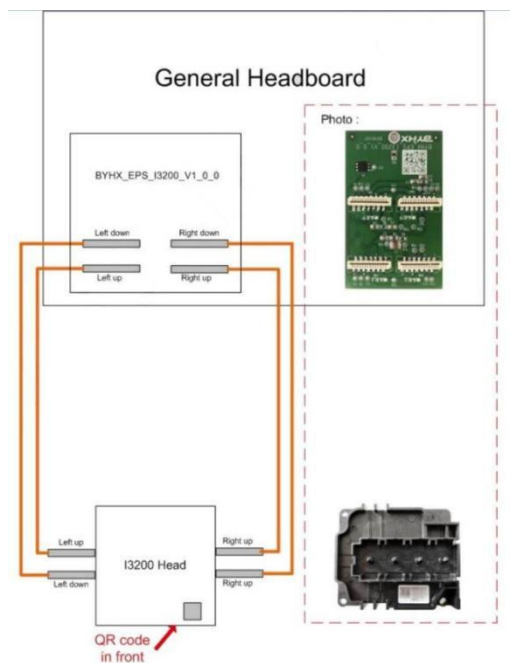 General Headboard
Photo :
BYHX_EPS_I3200_V1_0_0
Left down
Right down
Left up
Right up
Left up
Right up
I3200 Head
Left down
Right up
QR code
in front